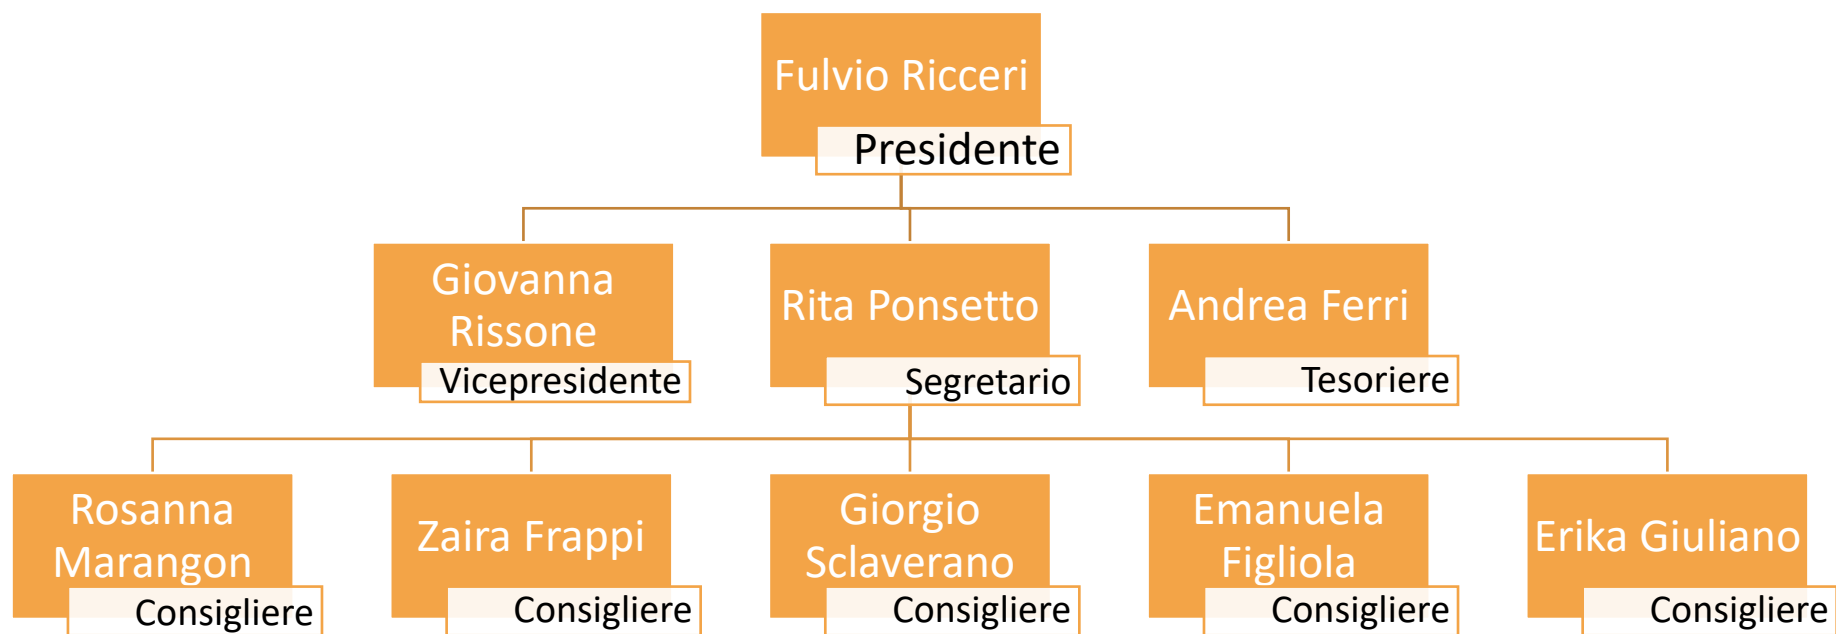 Fulvio Ricceri
Presidente
Giovanna
Rissone
Vicepresidente
Rita Ponsetto
Segretario
Andrea Ferri
Tesoriere
Rosanna
Marangon
Consigliere
Zaira Frappi
Consigliere
Giorgio
Sclaverano
Consigliere
Emanuela
Figliola
Consigliere
Erika Giuliano
Consigliere